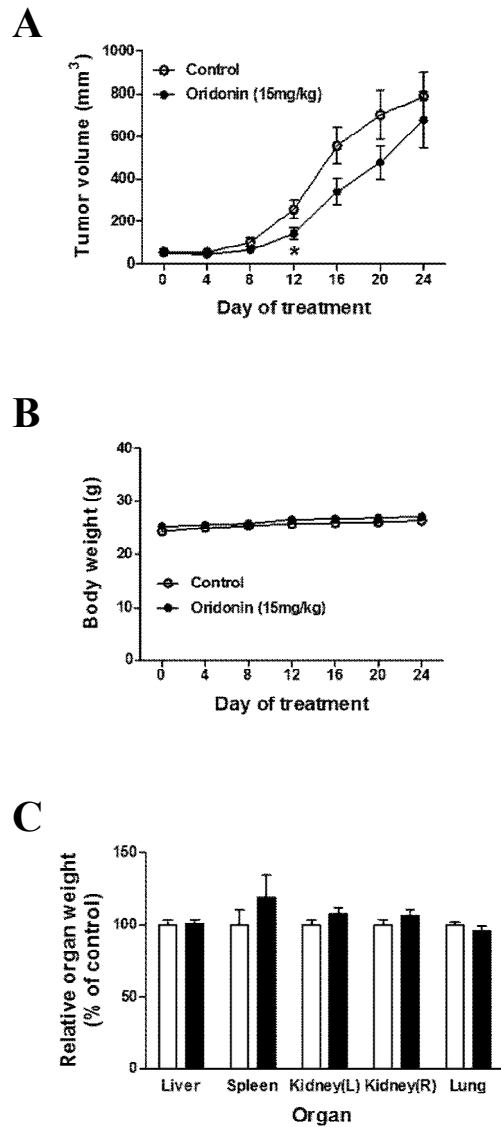 A
Tumor volume (mm³)
1000
800
600
400
200
0
Control
Oridonin (15mg/kg)
*
0 4 8 12 16 20 24
Day of treatment
B
Body weight (g)
40
30
20
10
0
Control
Oridonin (15mg/kg)
0 4 8 12 16 20 24
Day of treatment
C
Relative organ weight
(% of control)
150
100
50
0
Liver Spleen Kidney(L) Kidney(R) Lung
Organ